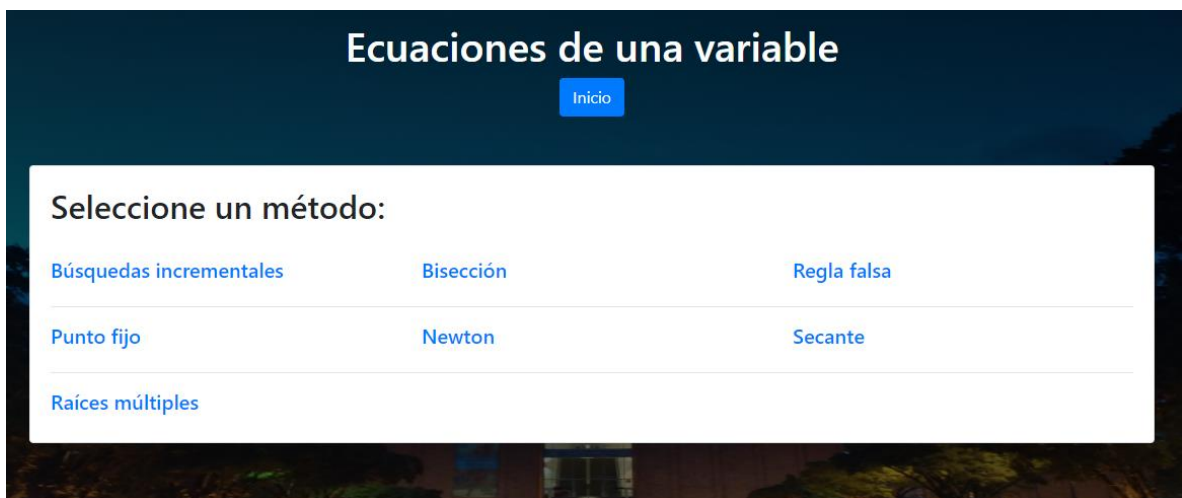 Ecuaciones de una variable
Inicio
Seleccione un método:
Búsquedas incrementales
Bisección
Regla falsa
Punto fijo
Newton
Secante
Raíces múltiples